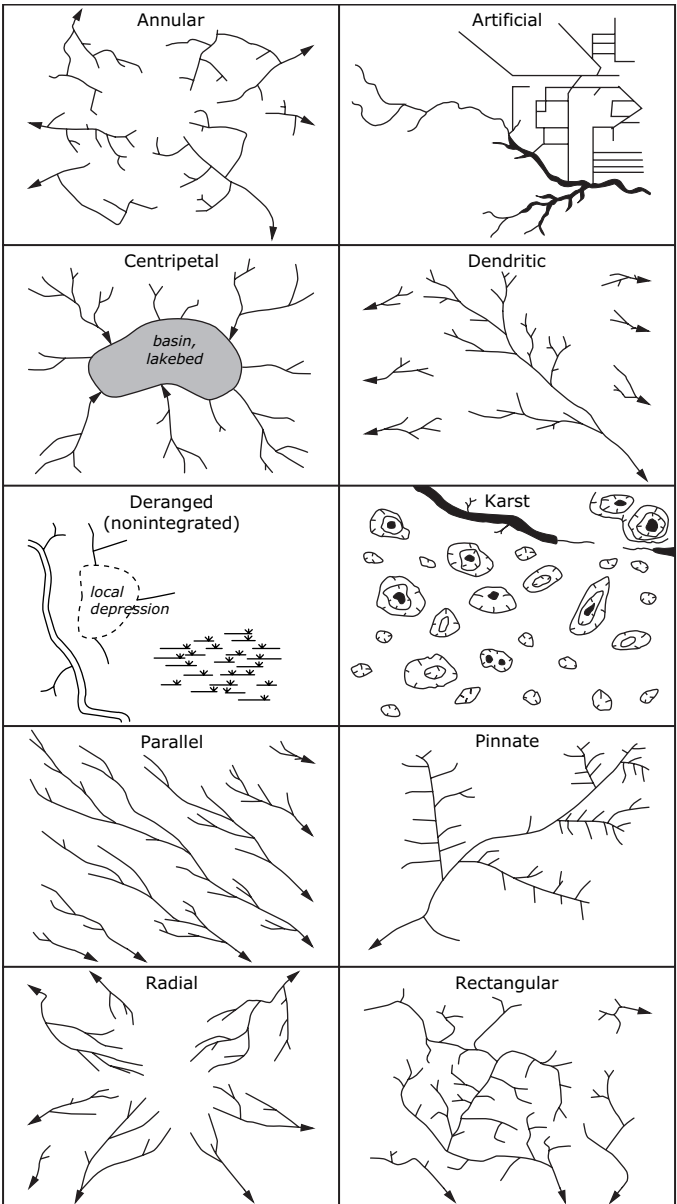 Annular
Artificial
Centripetal
basin,
lakebed
Dendritic
Deranged
(nonintegrated)
local
depression
Karst
Parallel
Pinnate
Radial
Rectangular